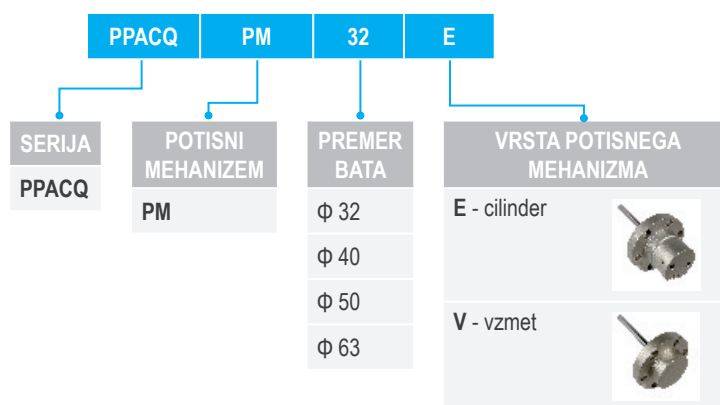 PPACQ PM 32 E
SERIJA
PPACQ
POTISNI
MEHANIZEM
PM
PREMER
BATA
Φ 32
Φ 40
Φ 50
Φ 63
VRSTA POTISNEGA
MEHANIZMA
E - cilinder
V - vzmet